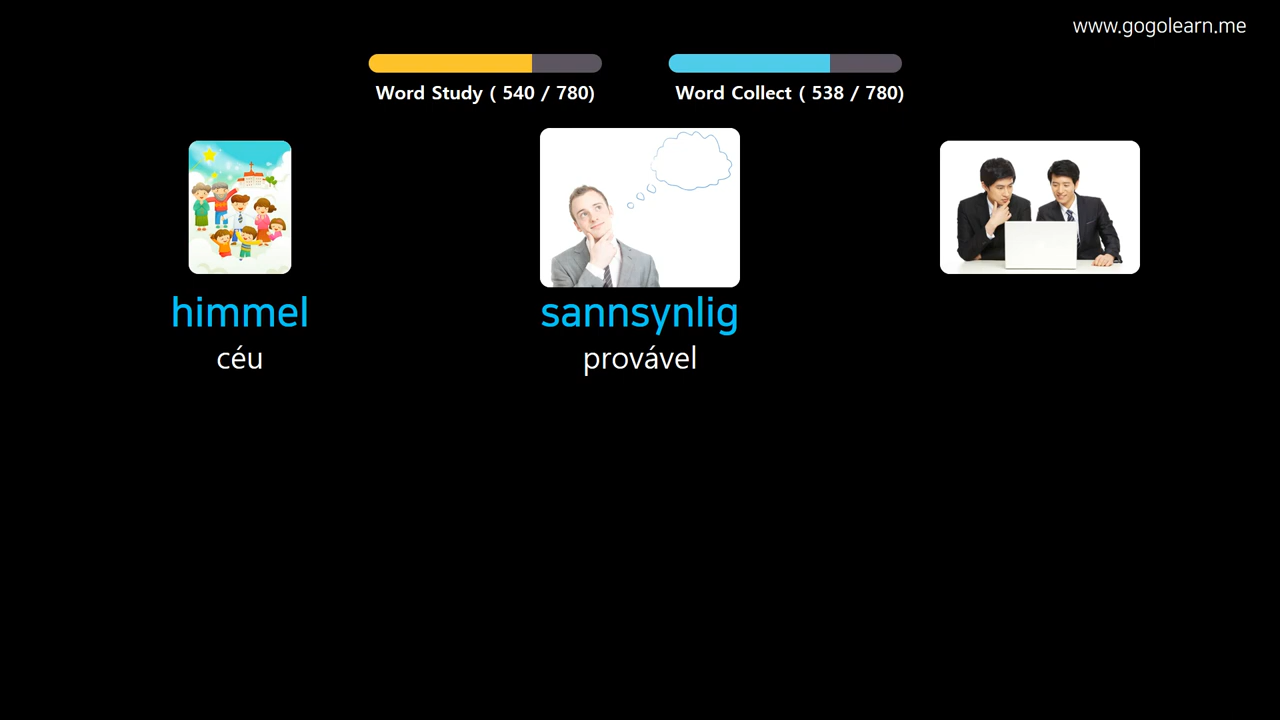 www.gogolearn.me
Word Study ( 540 / 780)
Word Collect ( 538 / 780)
himmel
céu
sannsynlig
provável